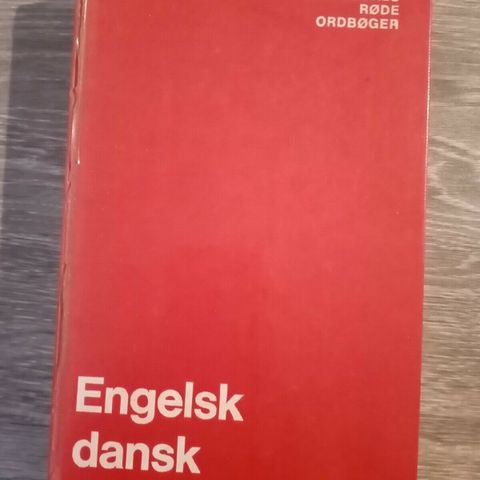 RØDE
ORDBØGER
Engelsk
dansk